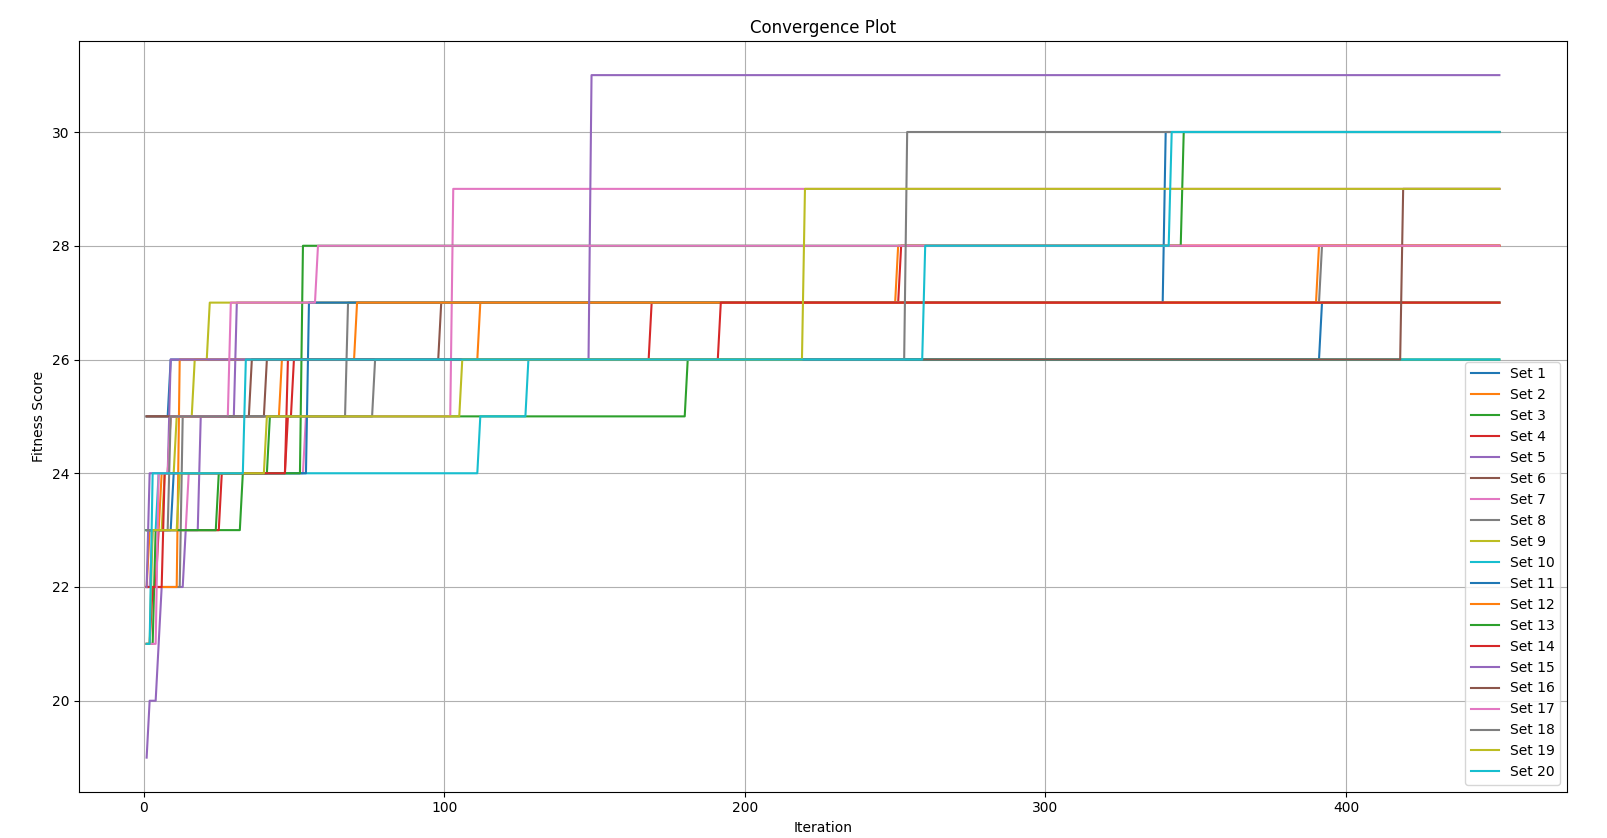 Convergence Plot
Fitness Score
30
28
26
24
22
20
0
100
200
300
400
Iteration
Set 1
Set 2
Set 3
Set 4
Set 5
Set 6
Set 7
Set 8
Set 9
Set 10
Set 11
Set 12
Set 13
Set 14
Set 15
Set 16
Set 17
Set 18
Set 19
Set 20